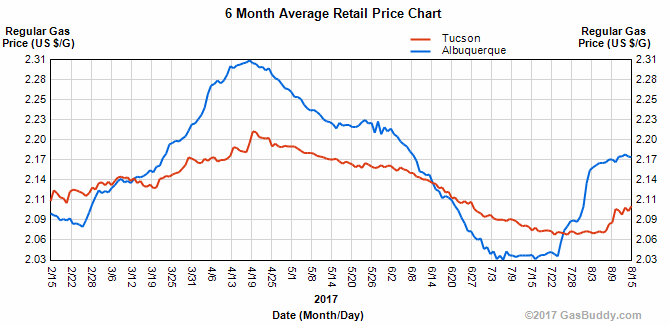 6 Month Average Retail Price Chart
Regular Gas
Price (US $/G)
Tucson
Albuquerque
Regular Gas
Price (US $/G)
2.31 2.31
2.28 2.28
2.25 2.25
2.23 2.23
2.20 2.20
2.17 2.17
2.14 2.14
2.11 2.11
2.09 2.09
2.06 2.06
2.03 2.03
2/15 2/22 2/28 3/6 3/12 3/19 3/25 3/31 4/6 4/13 4/19 4/25 5/1 5/8 5/14 5/20 5/26 6/2 6/8 6/14 6/20 6/27 7/3 7/9 7/15 7/22 7/28 8/3 8/9 8/15
2017
Date (Month/Day)
©2017 GasBuddy.com